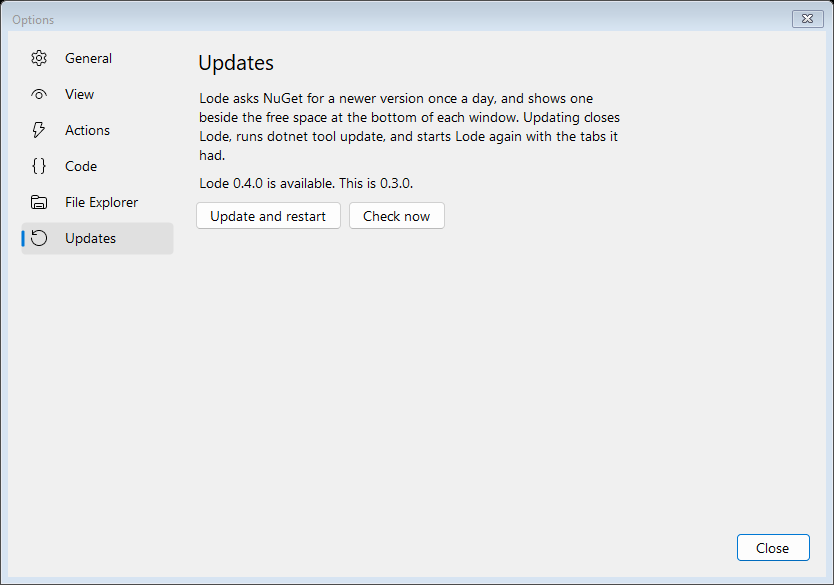 Options
General
View
Actions
Code
File Explorer
Updates
Updates
Lode asks NuGet for a newer version once a day, and shows one
beside the free space at the bottom of each window. Updating closes
Lode, runs dotnet tool update, and starts Lode again with the tabs it
had.
Lode 0.4.0 is available. This is 0.3.0.
Update and restart
Check now
Close